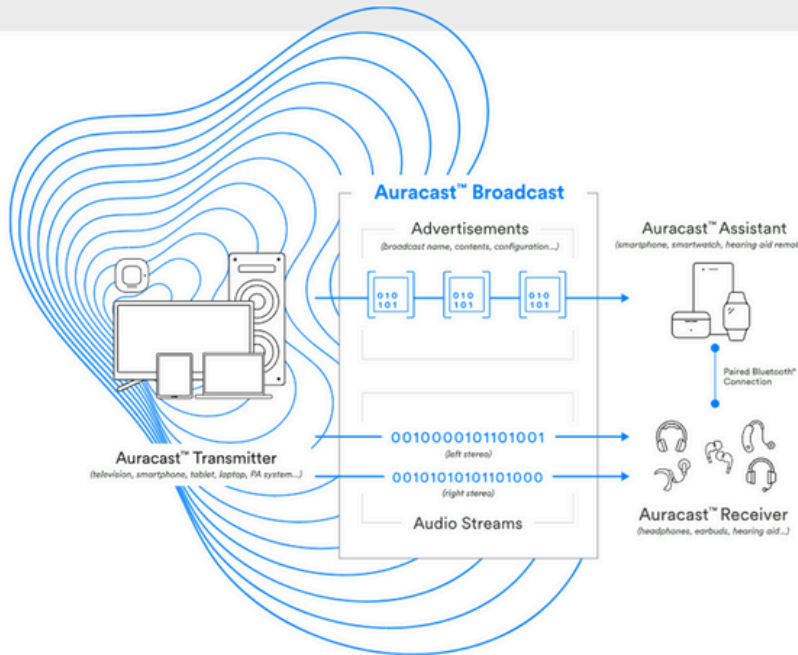 Auracast™ Broadcast
Advertisements
(broadcast name, contents, configuration...)
010
101
010
101
010
101
Auracast™ Assistant
(smartphone, smartwatch, hearing aid remot
Paired Bluetooth®
Connection
Auracast™ Transmitter
(television, smartphone, tablet, laptop, PA system...)
0010000101101001
(left stereo)
00101010101101000
(right stereo)
Audio Streams
Auracast™ Receiver
(headphones, earbuds, hearing aid...)